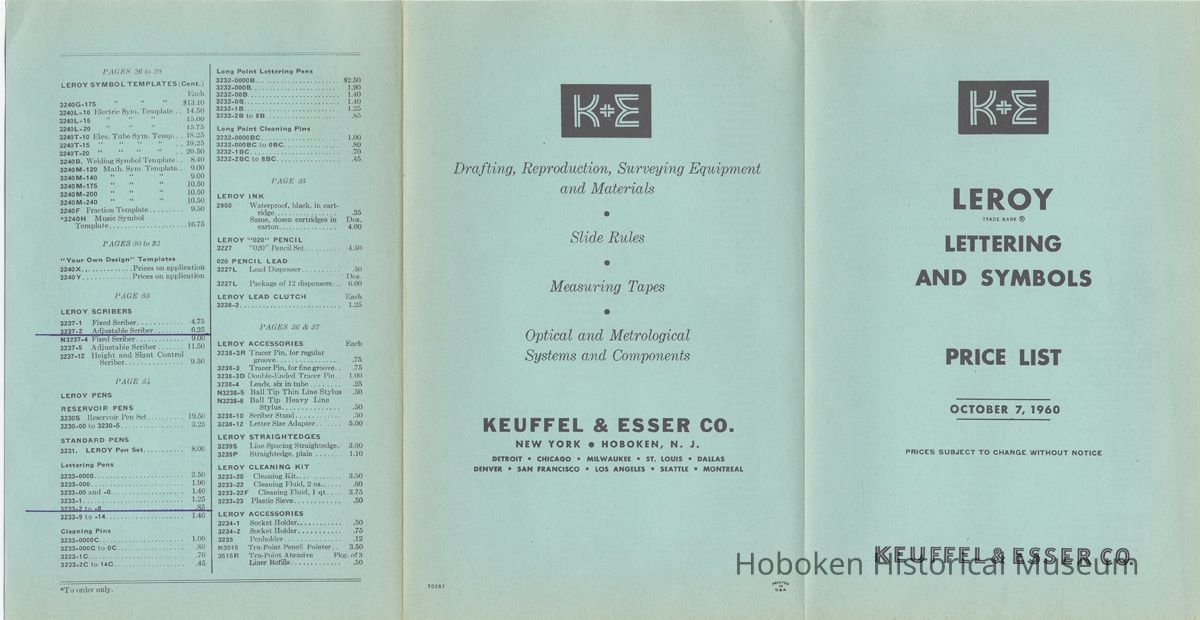 PAGES 26 to 29
LEROY SYMBOL TEMPLATES (Cont.)
Each
3240G-175 " " " $13.10
3240L-10 Electric Sym. Template .. 14.50
3240L-15 " " " 15.00
3240L-20 " " " 15.75
3240T-10 Elec. Tube Sym. Temp... 18.25
3240T-15 " " " .. 19.25
3240T-20 " " " .. 20.50
3240B. Welding Symbol Template.. 8.40
3240M-120 Math. Sym. Template.. 9.00
3240M-140 " " " 9.00
3240M-175 " " " 10.50
3240M-200 " " " 10.50
3240M-240 " " " 10.50
3240F Fraction Template......... 9.50
*3240H Music Symbol
Template.........................16.75
PAGES 30 to 32
"Your Own Design" Templates
3240X.............Prices on application
3240Y.............Prices on application
PAGE 33
LEROY SCRIBERS
3237-1 Fixed Scriber............ 4.75
3237-2 Adjustable Scriber....... 6.25
N3237-4 Fixed Scriber............ 9.00
3237-5 Adjustable Scriber....... 11.50
3237-12 Height and Slant Control
Scriber................ 9.50
PAGE 34
LEROY PENS
RESERVOIR PENS
3230S Reservoir Pen Set......... 19.50
3230-00 to 3230-5................ 3.25
STANDARD PENS
3231. LEROY Pen Set........... 8.00
Lettering Pens
3233-0000........................ 2.50
3233-000......................... 1.90
3233-00 and -0................... 1.40
3233-1........................... 1.25
3233-2 to -8..................... .85
3233-9 to -14.................... 1.40
Cleaning Pins
3233-0000C....................... 1.00
3233-000C to 0C.................. .80
3223-1C.......................... .70
3233-2C to 14C................... .45
*To order only.
Long Point Lettering Pens
3232-0000B....................... $2.50
3232-000B........................ 1.90
3232-00B......................... 1.40
3232-0B.......................... 1.40
3232-1B.......................... 1.25
3232-2B to 8B.................... .85
Long Point Cleaning Pins
3232-0000BC...................... 1.00
3232-000BC to 0BC................ .80
3232-1BC......................... .70
3232-2BC to 8BC.................. .45
PAGE 35
LEROY INK
2950 Waterproof, black, in cart-
ridge..................... .35
Same, dozen cartridges in Doz.
carton.................... 4.00
LEROY "020" PENCIL
3227 "020" Pencil Set......... 4.50
020 PENCIL LEAD
3227L Lead Dispenser........... .50
Doz.
3227L Package of 12 dispensers... 6.00
LEROY LEAD CLUTCH Each
3238-2........................... 1.25
PAGES 36 & 37
LEROY ACCESSORIES Each
3238-3R Tracer Pin, for regular
groove.................... .75
3238-3 Tracer Pin, for fine groove.. .75
3238-3D Double-Ended Tracer Pin.. 1.00
3238-4 Leads, six in tube........ .25
N3238-5 Ball Tip Thin Line Stylus .50
N3238-6 Ball Tip Heavy Line
Stylus.................... .50
3238-10 Scriber Stand............ .50
3238-12 Letter Size Adapter....... 5.00
LEROY STRAIGHTEDGES
3239S Line Spacing Straightedge. 3.00
3239P Straightedge, plain....... 1.10
LEROY CLEANING KIT
3233-25 Cleaning Kit............. 3.50
3233-22 Cleaning Fluid, 2 oz..... .60
3233-22F Cleaning Fluid, 1 qt.... 3.75
3233-23 Plastic Sieve............ .50
LEROY ACCESSORIES
3234-1 Socket Holder........... .50
3234-2 Socket Holder........... .75
3235 Penholder............... .12
N3515 Tru-Point Pencil Pointer.. 3.50
3515R Tru-Point Abrasive Pkg. of 3
Liner Refills.............. .50
K+E
Drafting, Reproduction, Surveying Equipment
and Materials
•
Slide Rules
•
Measuring Tapes
•
Optical and Metrological
Systems and Components
KEUFFEL & ESSER CO.
NEW YORK • HOBOKEN, N. J.
DETROIT • CHICAGO • MILWAUKEE • ST. LOUIS • DALLAS
DENVER • SAN FRANCISCO • LOS ANGELES • SEATTLE • MONTREAL
70287
PRINTED
IN
U.S.A.
K+E
LEROY
TRADE MARK ®
LETTERING
AND SYMBOLS
PRICE LIST
OCTOBER 7, 1960
PRICES SUBJECT TO CHANGE WITHOUT NOTICE
KEUFFEL & ESSER CO.
Hoboken Historical Museum